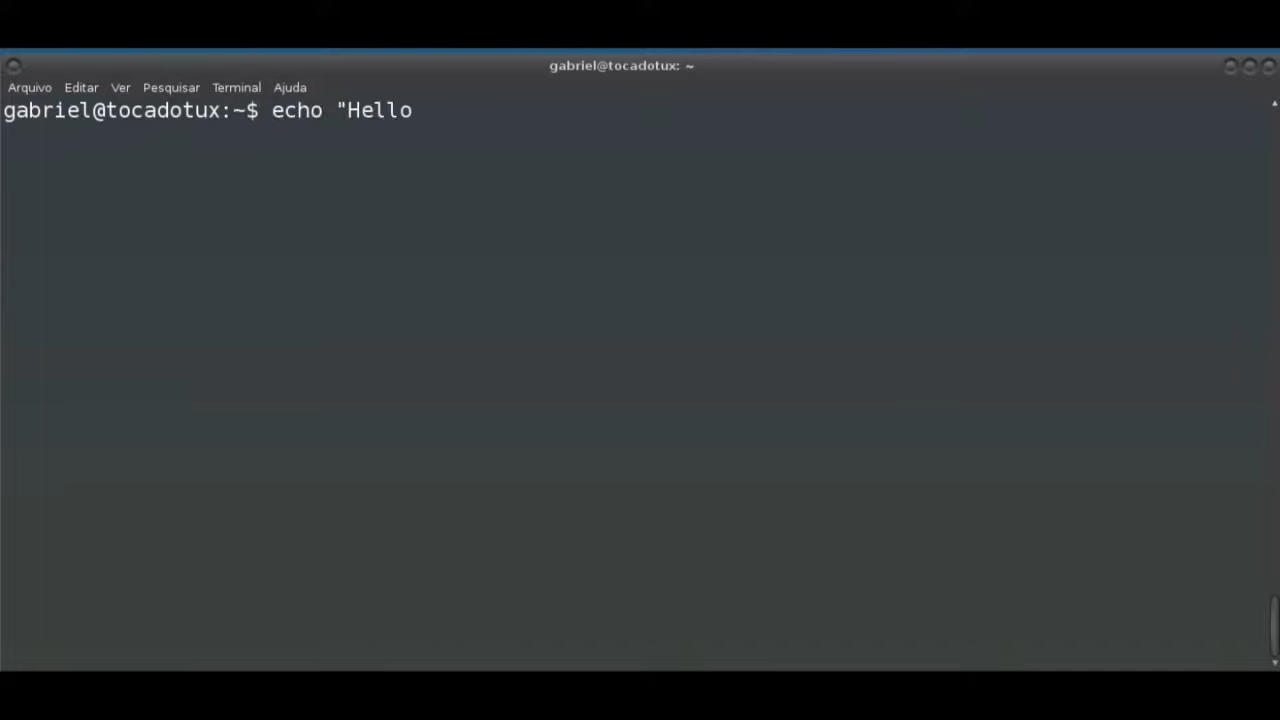 gabriel@tocadotux: ~
Arquivo Editar Ver Pesquisar Terminal Ajuda
gabriel@tocadotux:~$ echo "Hello